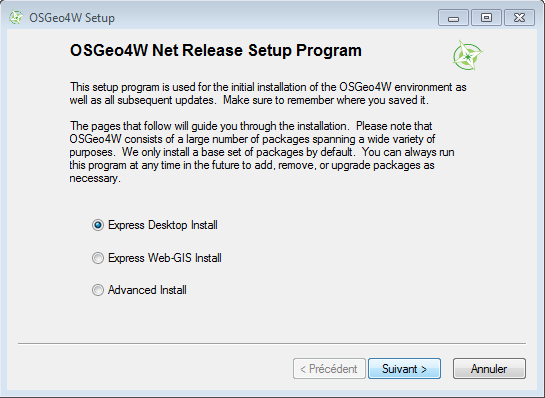 OSGeo4W Setup
OSGeo4W Net Release Setup Program
This setup program is used for the initial installation of the OSGeo4W environment as
well as all subsequent updates.  Make sure to remember where you saved it.
The pages that follow will guide you through the installation.  Please note that
OSGeo4W consists of a large number of packages spanning a wide variety of
purposes.  We only install a base set of packages by default.  You can always run
this program at any time in the future to add, remove, or upgrade packages as
necessary.
Express Desktop Install
Express Web-GIS Install
Advanced Install
< Précédent
Suivant >
Annuler